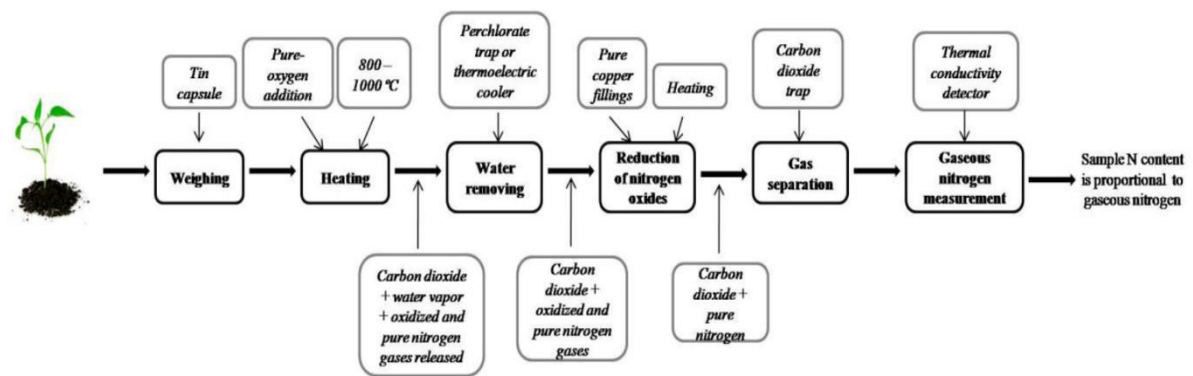 Tin
capsule
Pure-
oxygen
addition
800–
1000 ℃
Perchlorate
trap or
thermoelectric
cooler
Pure
copper
fillings
Heating
Carbon
dioxide
trap
Thermal
conductivity
detector
Weighing
Heating
Water
removing
Reduction
of nitrogen
oxides
Gas
separation
Gaseous
nitrogen
measurement
Sample N content
is proportional to
gaseous nitrogen
Carbon dioxide
+ water vapor
+ oxidized and
pure nitrogen
gases released
Carbon
dioxide +
oxidized and
pure nitrogen
gases
Carbon
dioxide +
pure
nitrogen